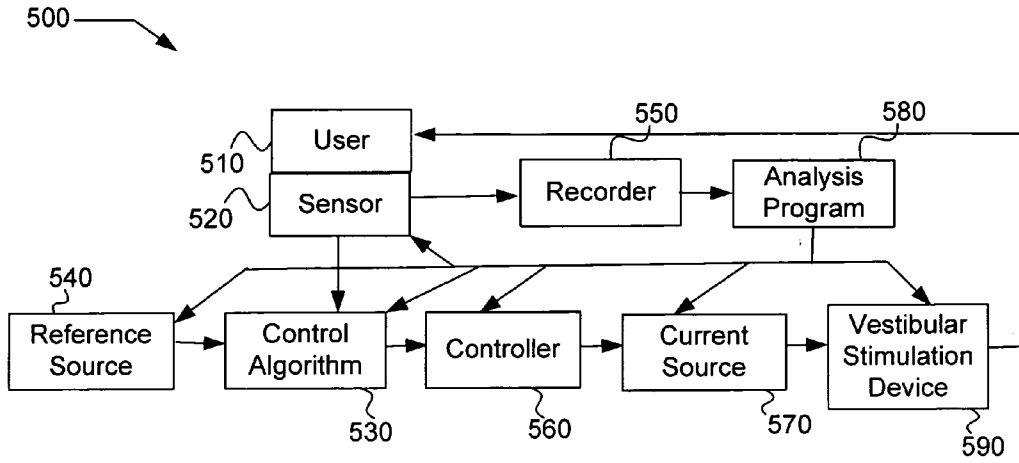 500
550
580
User
510
Recorder
Analysis
Program
520
Sensor
540
Reference
Source
Control
Algorithm
Controller
Current
Source
Vestibular
Stimulation
Device
530
560
570
590